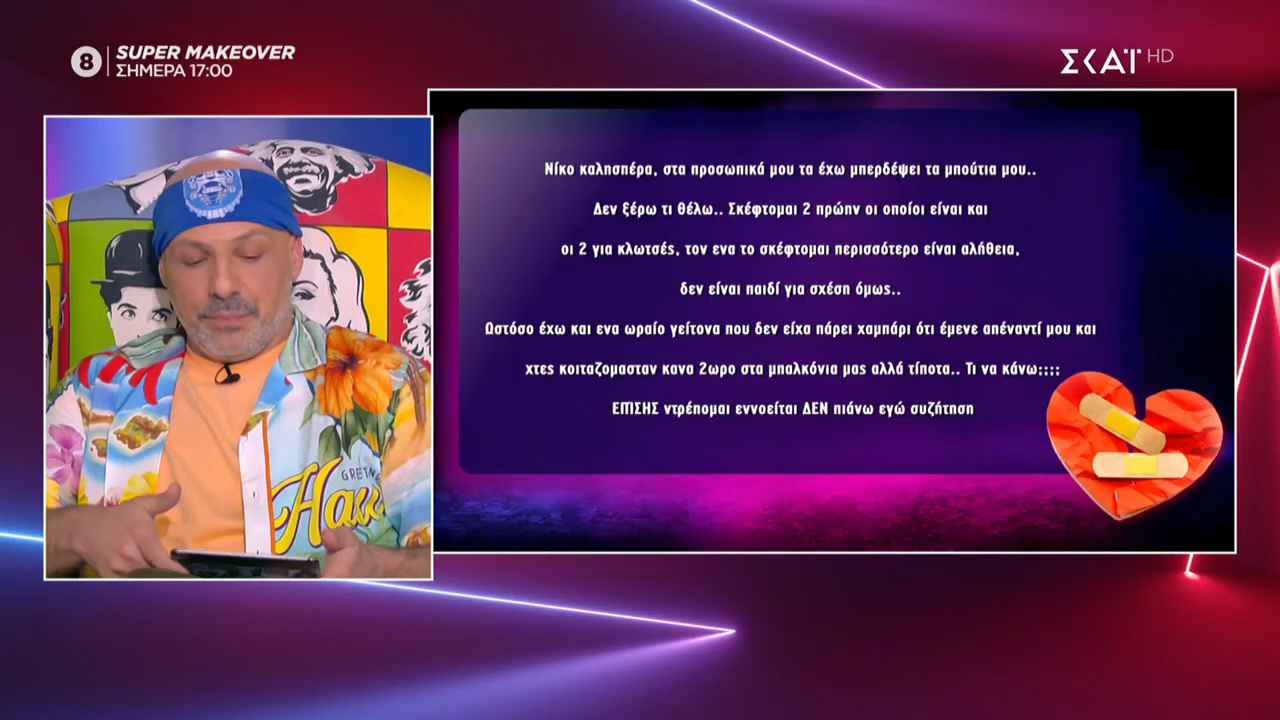 8
SUPER MAKEOVER
ΣΗΜΕΡΑ 17:00
ΣΚΑΪ HD
Νίκο καλησπέρα, στα προσωπικά μου τα έχω μπερδέψει τα μπούτια μου..
Δεν ξέρω τι θέλω.. Σκέφτομαι 2 πρώην οι οποίοι είναι και
οι 2 για κλωτσές, τον ενα το σκέφτομαι περισσότερο είναι αλήθεια,
δεν είναι παιδί για σχέση όμως..
Ωστόσο έχω και ενα ωραίο γείτονα που δεν είχα πάρει χαμπάρι ότι έμενε απέναντί μου και
χτες κοιταζομασταν κανα 2ωρο στα μπαλκόνια μας αλλά τίποτα.. Τι να κάνω;;;;
ΕΠΙΣΗΣ ντρέπομαι εννοείται ΔΕΝ πιάνω εγώ συζήτηση